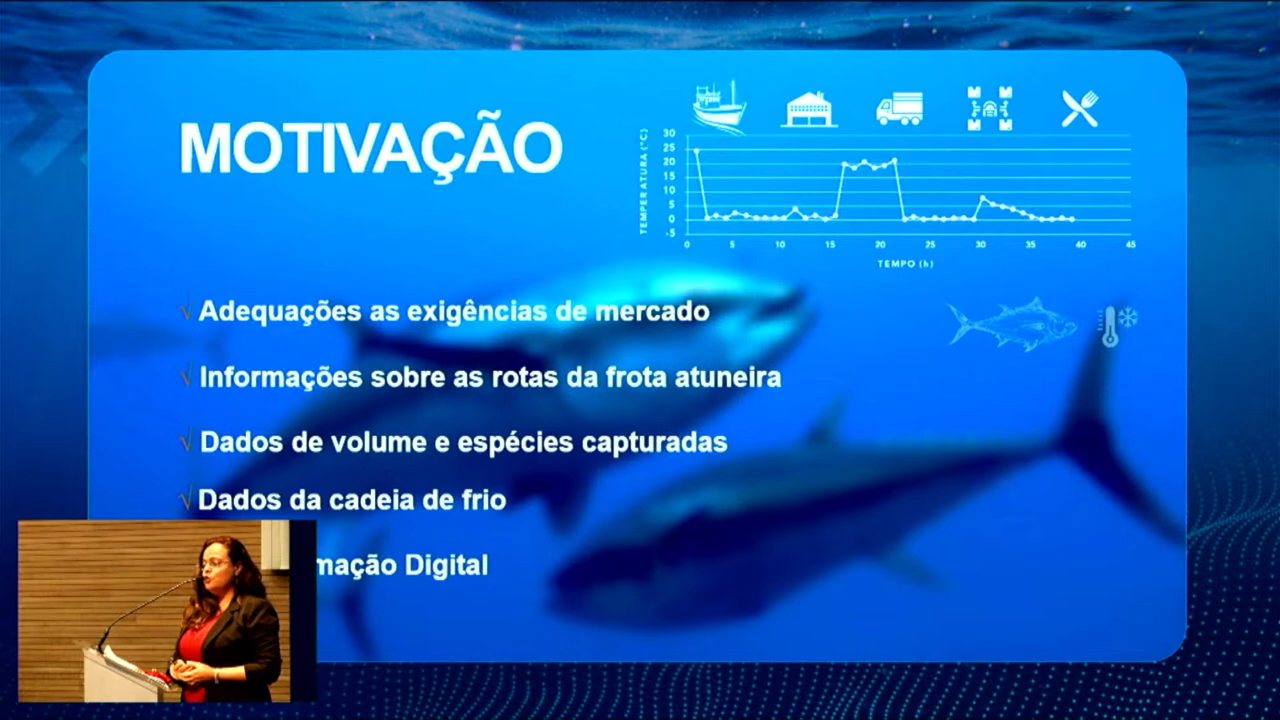 MOTIVAÇÃO
TEMPERATURA (°C)
30
25
20
15
10
5
0
-5
0 5 10 15 20 25 30 35 40 45
TEMPO (h)
√ Adequações as exigências de mercado
√ Informações sobre as rotas da frota atuneira
√ Dados de volume e espécies capturadas
√ Dados da cadeia de frio
mação Digital